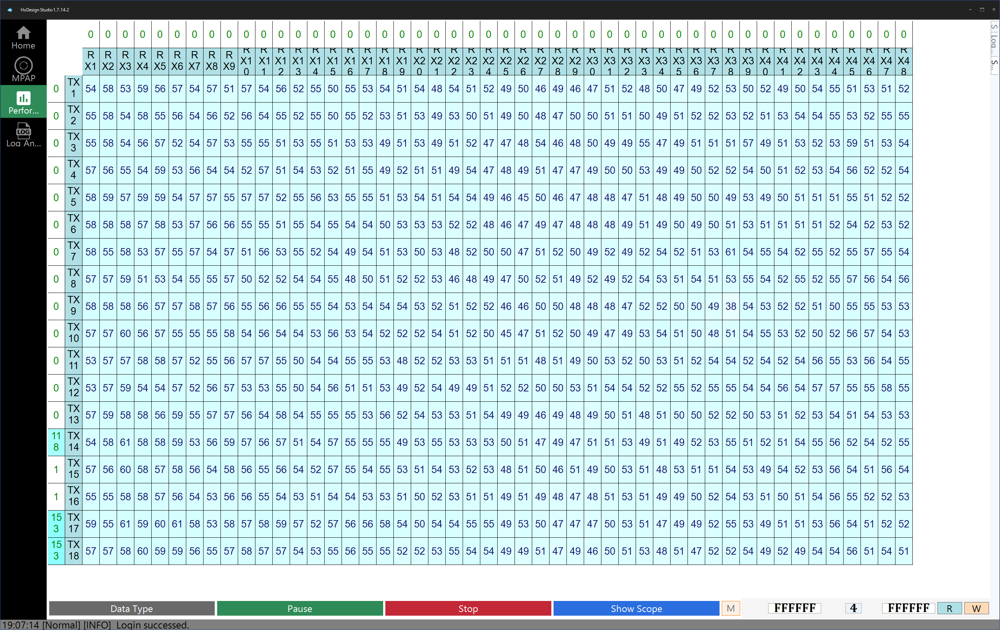 HxDesign Studio 1.7.14.2
Home
MPAP
Perfor...
LOG
Log An...
0 0 0 0 0 0 0 0 0 0 0 0 0 0 0 0 0 0 0 0 0 0 0 0 0 0 0 0 0 0 0 0 0 0 0 0 0 0 0 0 0 0 0 0 0 0 0 0
RX1 RX2 RX3 RX4 RX5 RX6 RX7 RX8 RX9 RX10 RX11 RX12 RX13 RX14 RX15 RX16 RX17 RX18 RX19 RX20 RX21 RX22 RX23 RX24 RX25 RX26 RX27 RX28 RX29 RX30 RX31 RX32 RX33 RX34 RX35 RX36 RX37 RX38 RX39 RX40 RX41 RX42 RX43 RX44 RX45 RX46 RX47 RX48
0 TX1 54 58 53 59 56 57 54 57 51 57 54 56 52 55 50 55 53 54 51 54 48 54 51 52 49 50 46 49 46 47 51 52 48 50 47 49 52 53 50 52 49 50 54 55 51 53 51 52
0 TX2 55 58 54 58 55 56 54 56 52 56 54 55 52 55 50 55 52 53 51 53 49 53 50 51 49 50 48 47 50 50 51 51 50 49 51 52 52 53 52 51 53 54 54 55 53 52 55 55
0 TX3 55 58 54 56 57 52 54 57 53 55 55 51 53 55 51 53 53 49 51 53 49 51 52 47 47 48 54 46 48 50 49 49 55 47 49 51 51 51 57 49 51 53 52 53 59 51 53 54
0 TX4 57 56 55 54 59 53 56 54 54 52 57 51 54 53 52 51 55 49 52 51 51 49 54 47 48 49 51 47 47 49 50 50 53 49 49 50 52 52 54 50 51 52 53 54 56 52 52 54
0 TX5 58 59 57 59 59 54 57 57 55 57 57 52 55 56 53 55 55 51 53 54 51 54 54 49 46 45 50 46 47 48 48 47 51 48 49 50 50 49 53 49 50 51 51 51 55 51 52 52
0 TX6 58 58 58 57 58 53 57 56 56 55 55 51 55 54 55 54 54 50 53 53 53 52 52 48 46 47 49 47 48 48 48 49 51 49 50 49 50 51 53 51 51 51 51 52 54 52 53 52
0 TX7 58 55 58 53 57 55 57 54 57 51 56 53 55 52 54 49 54 51 53 50 53 48 52 50 50 47 51 52 50 49 52 49 52 54 52 51 53 61 54 55 54 52 55 52 55 57 55 54
0 TX8 57 57 59 51 53 54 55 55 57 50 52 52 54 54 55 48 50 51 52 52 53 46 48 49 47 50 52 51 49 52 49 52 54 53 51 54 51 53 55 54 52 55 52 55 57 56 54 56
0 TX9 58 58 58 56 57 57 58 57 56 55 56 56 55 55 54 53 54 54 54 53 52 51 52 52 46 46 50 50 48 48 48 47 52 52 50 50 49 38 54 53 52 52 51 50 55 55 53 53
0 TX10 57 57 60 56 57 55 55 55 58 54 56 54 54 53 56 53 54 52 52 52 54 51 52 50 45 47 51 52 50 49 47 49 53 54 51 50 48 51 54 55 53 52 50 52 56 57 54 53
0 TX11 53 57 57 58 58 57 52 55 56 57 57 55 50 54 54 55 55 53 48 52 52 53 53 51 51 51 48 51 49 50 53 52 50 53 51 52 54 54 52 54 52 54 56 55 53 56 54 55
0 TX12 53 57 59 54 54 57 52 56 57 53 53 55 50 54 56 51 51 53 49 52 54 49 49 51 52 52 50 50 53 51 54 54 52 52 55 52 55 55 54 54 56 54 57 57 55 55 58 55
0 TX13 57 59 58 58 56 59 55 57 57 56 54 58 54 55 55 55 53 56 52 54 53 53 51 54 49 49 46 49 48 49 50 51 48 51 50 50 52 52 50 53 51 52 53 54 51 54 53 53
118 TX14 54 58 61 58 58 59 53 56 59 57 56 57 51 54 57 55 55 55 49 53 55 53 53 53 50 51 47 49 47 51 51 53 49 51 49 52 53 55 51 52 51 54 55 56 52 54 52 55
1 TX15 57 56 60 58 57 58 56 54 58 56 55 56 54 52 57 55 54 55 53 51 54 53 52 53 48 51 50 46 51 49 50 53 51 48 53 51 51 54 53 49 54 52 53 56 54 51 56 54
1 TX16 55 55 58 58 57 56 54 53 56 56 55 54 53 51 54 54 53 53 51 50 52 53 51 51 49 51 49 48 47 48 51 53 51 49 49 50 52 54 53 51 50 51 54 56 55 52 52 53
153 TX17 59 55 61 59 60 61 58 53 58 57 58 59 57 52 57 56 56 58 54 50 54 54 55 55 49 53 50 47 47 47 50 53 51 47 49 49 52 55 53 49 51 51 53 56 54 51 52 52
153 TX18 57 57 58 60 59 59 56 55 57 58 57 57 54 53 55 56 55 55 52 52 53 55 54 54 49 49 51 47 49 46 50 51 53 48 51 47 52 52 54 49 52 49 54 54 56 51 54 51
S
Log...
S...
Data Type Pause Stop Show Scope M FFFFFF 4 FFFFFF R W
19:07:14 [Normal] [INFO] Login successed.